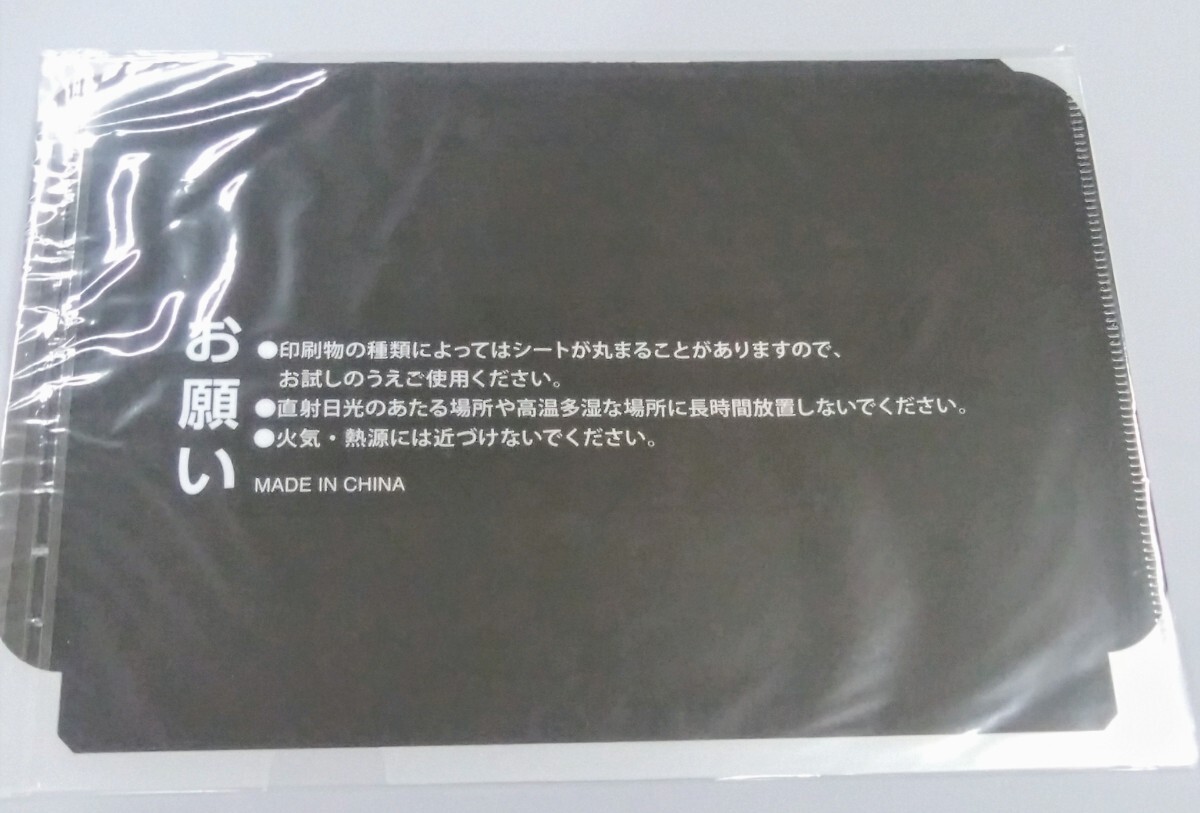 お願い
●印刷物の種類によってはシートが丸まることがありますので、
お試しのうえご使用ください。
●直射日光のあたる場所や高温多湿な場所に長時間放置しないでください。
●火気・熱源には近づけないでください。
MADE IN CHINA